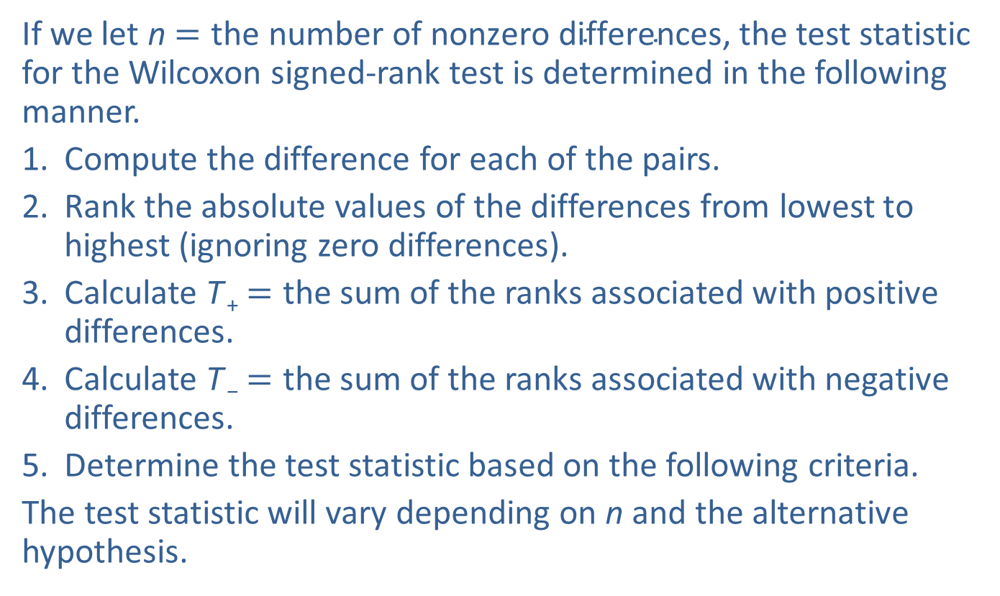 If we let n = the number of nonzero differences, the test statistic
for the Wilcoxon signed-rank test is determined in the following
manner.
1. Compute the difference for each of the pairs.
2. Rank the absolute values of the differences from lowest to
highest (ignoring zero differences).
3. Calculate T₊ = the sum of the ranks associated with positive
differences.
4. Calculate T₋ = the sum of the ranks associated with negative
differences.
5. Determine the test statistic based on the following criteria.
The test statistic will vary depending on n and the alternative
hypothesis.